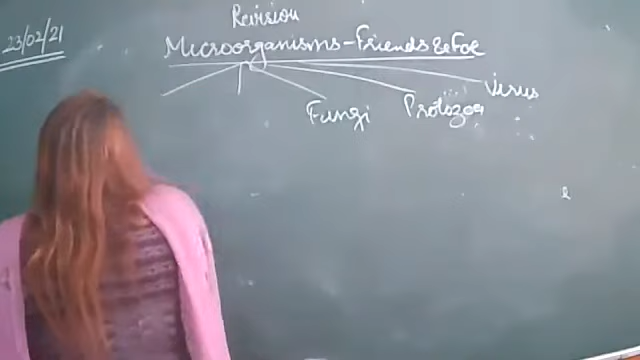 Revision
23/02/21
Microorganisms - Friends & Foe
Fungi
Protozoa
Virus